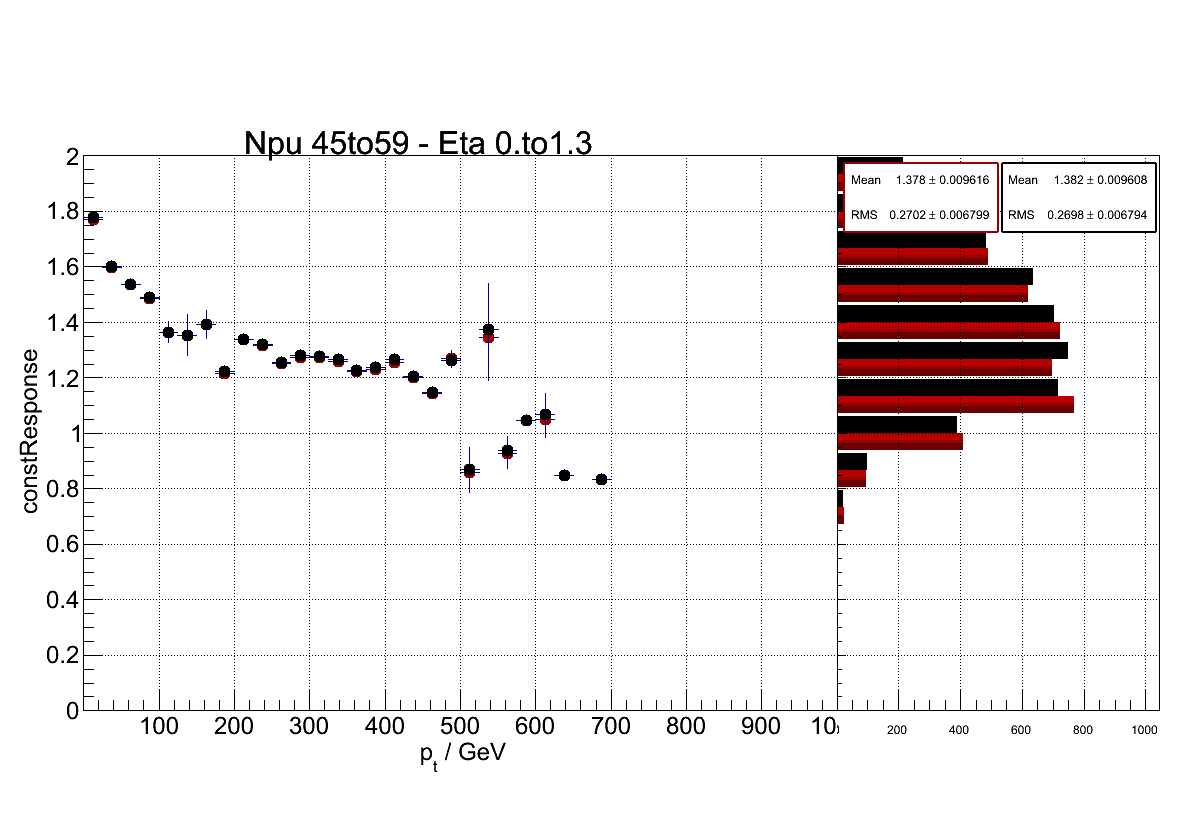 Npu 45to59 - Eta 0.to1.3
constResponse
2
1.8
1.6
1.4
1.2
1
0.8
0.6
0.4
0.2
0
100 200 300 400 500 600 700 800 900 10
p_t / GeV
Mean 1.378 ± 0.009616
RMS 0.2702 ± 0.006799
Mean 1.382 ± 0.009608
RMS 0.2698 ± 0.006794
200 400 600 800 1000